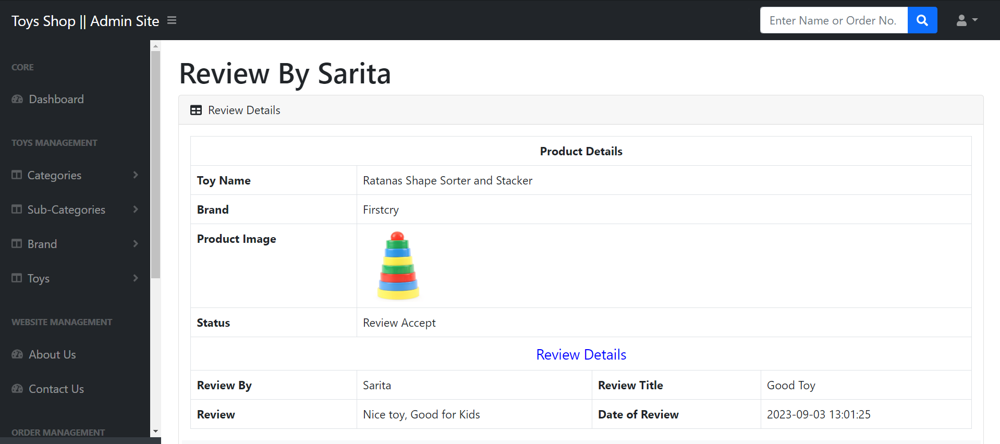 Toys Shop || Admin Site
Enter Name or Order No.
CORE
Dashboard
TOYS MANAGEMENT
Categories
Sub-Categories
Brand
Toys
WEBSITE MANAGEMENT
About Us
Contact Us
ORDER MANAGEMENT
Review By Sarita
Review Details
Product Details
Toy Name Ratanas Shape Sorter and Stacker
Brand Firstcry
Product Image
Status Review Accept
Review Details
Review By Sarita Review Title Good Toy
Review Nice toy, Good for Kids Date of Review 2023-09-03 13:01:25